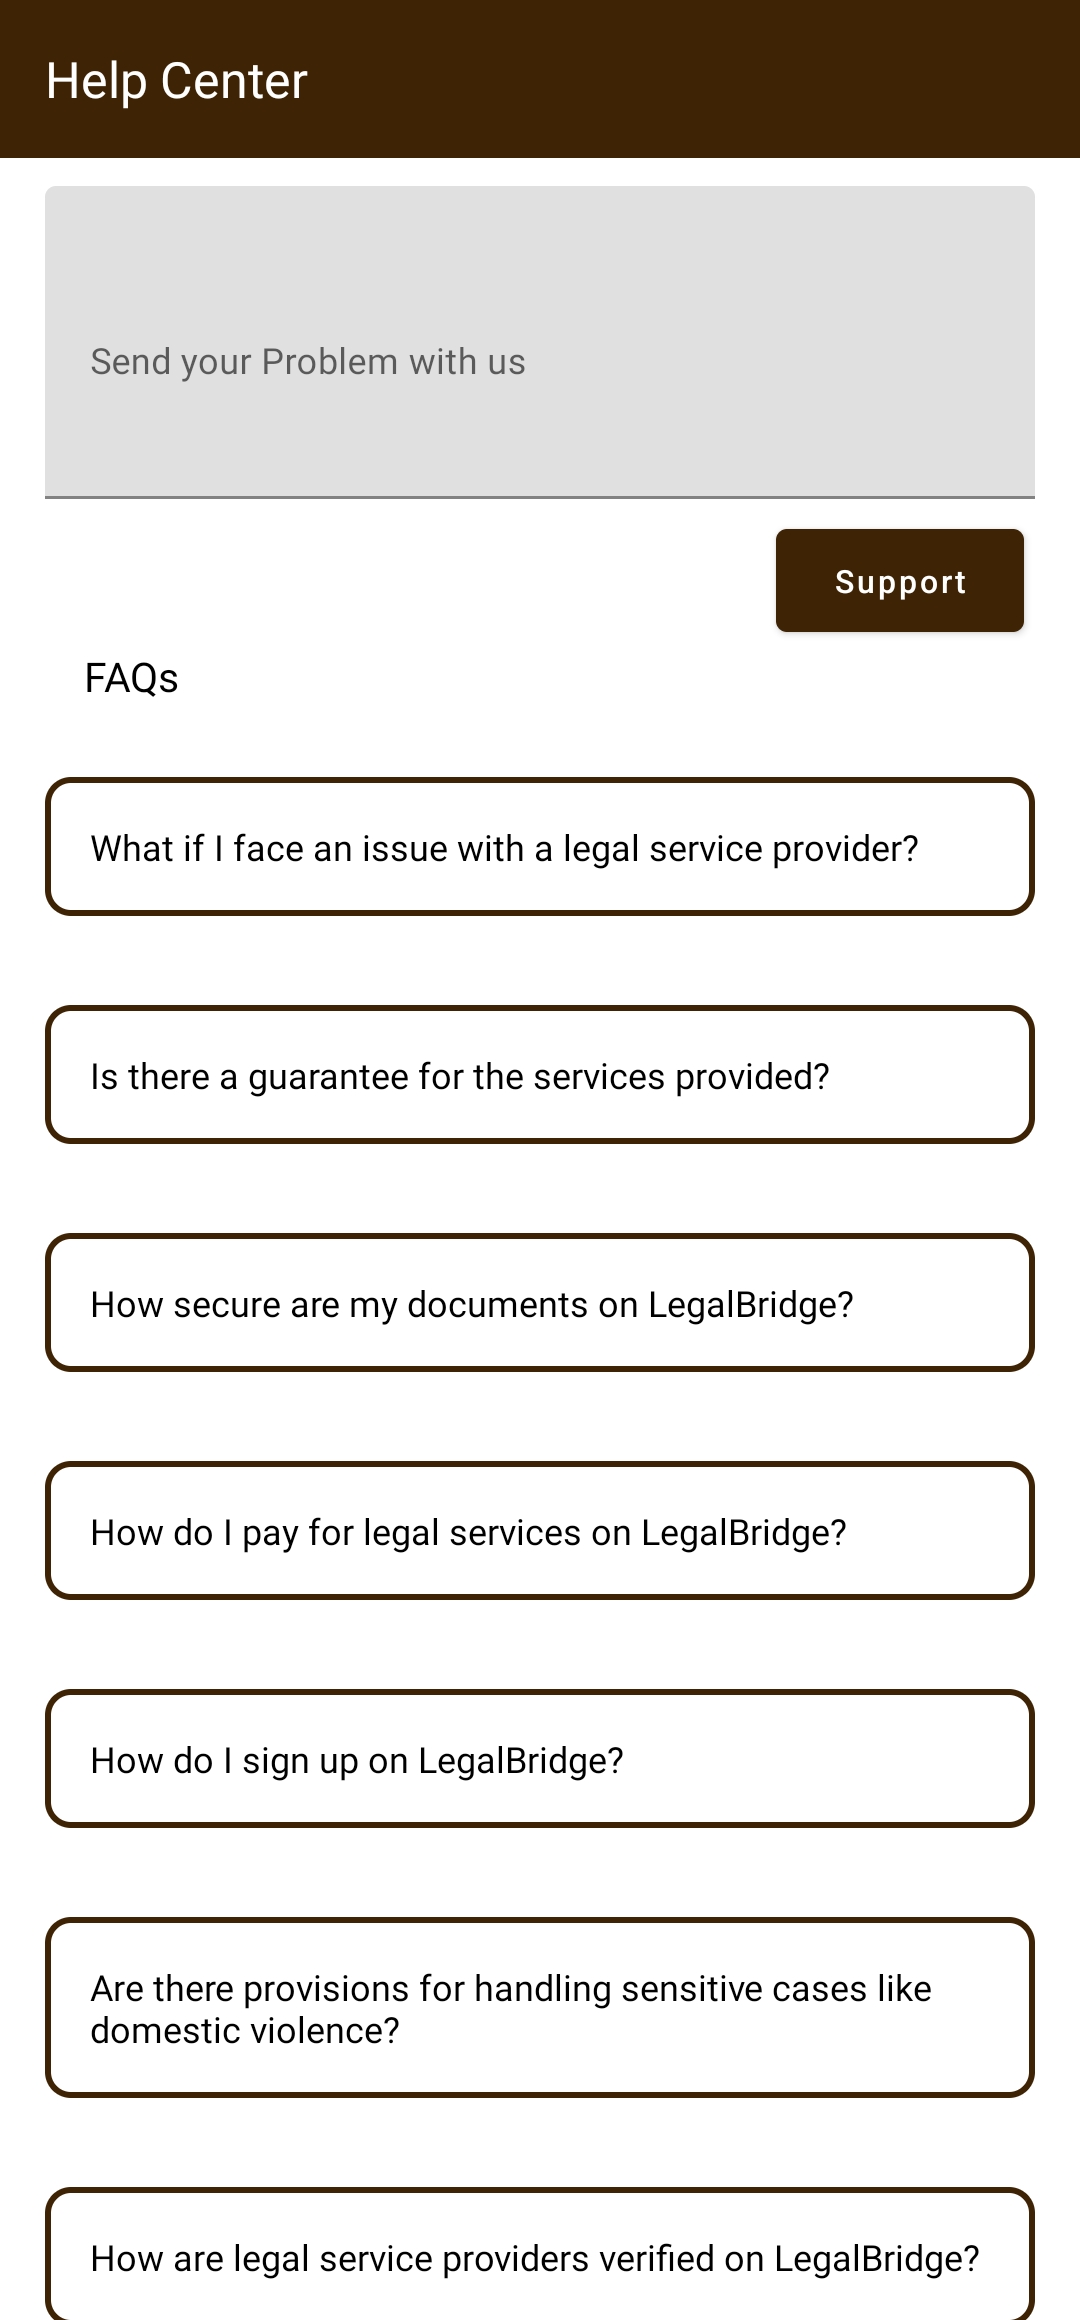 Help Center
Send your Problem with us
Support
FAQs
What if I face an issue with a legal service provider?
Is there a guarantee for the services provided?
How secure are my documents on LegalBridge?
How do I pay for legal services on LegalBridge?
How do I sign up on LegalBridge?
Are there provisions for handling sensitive cases like
domestic violence?
How are legal service providers verified on LegalBridge?